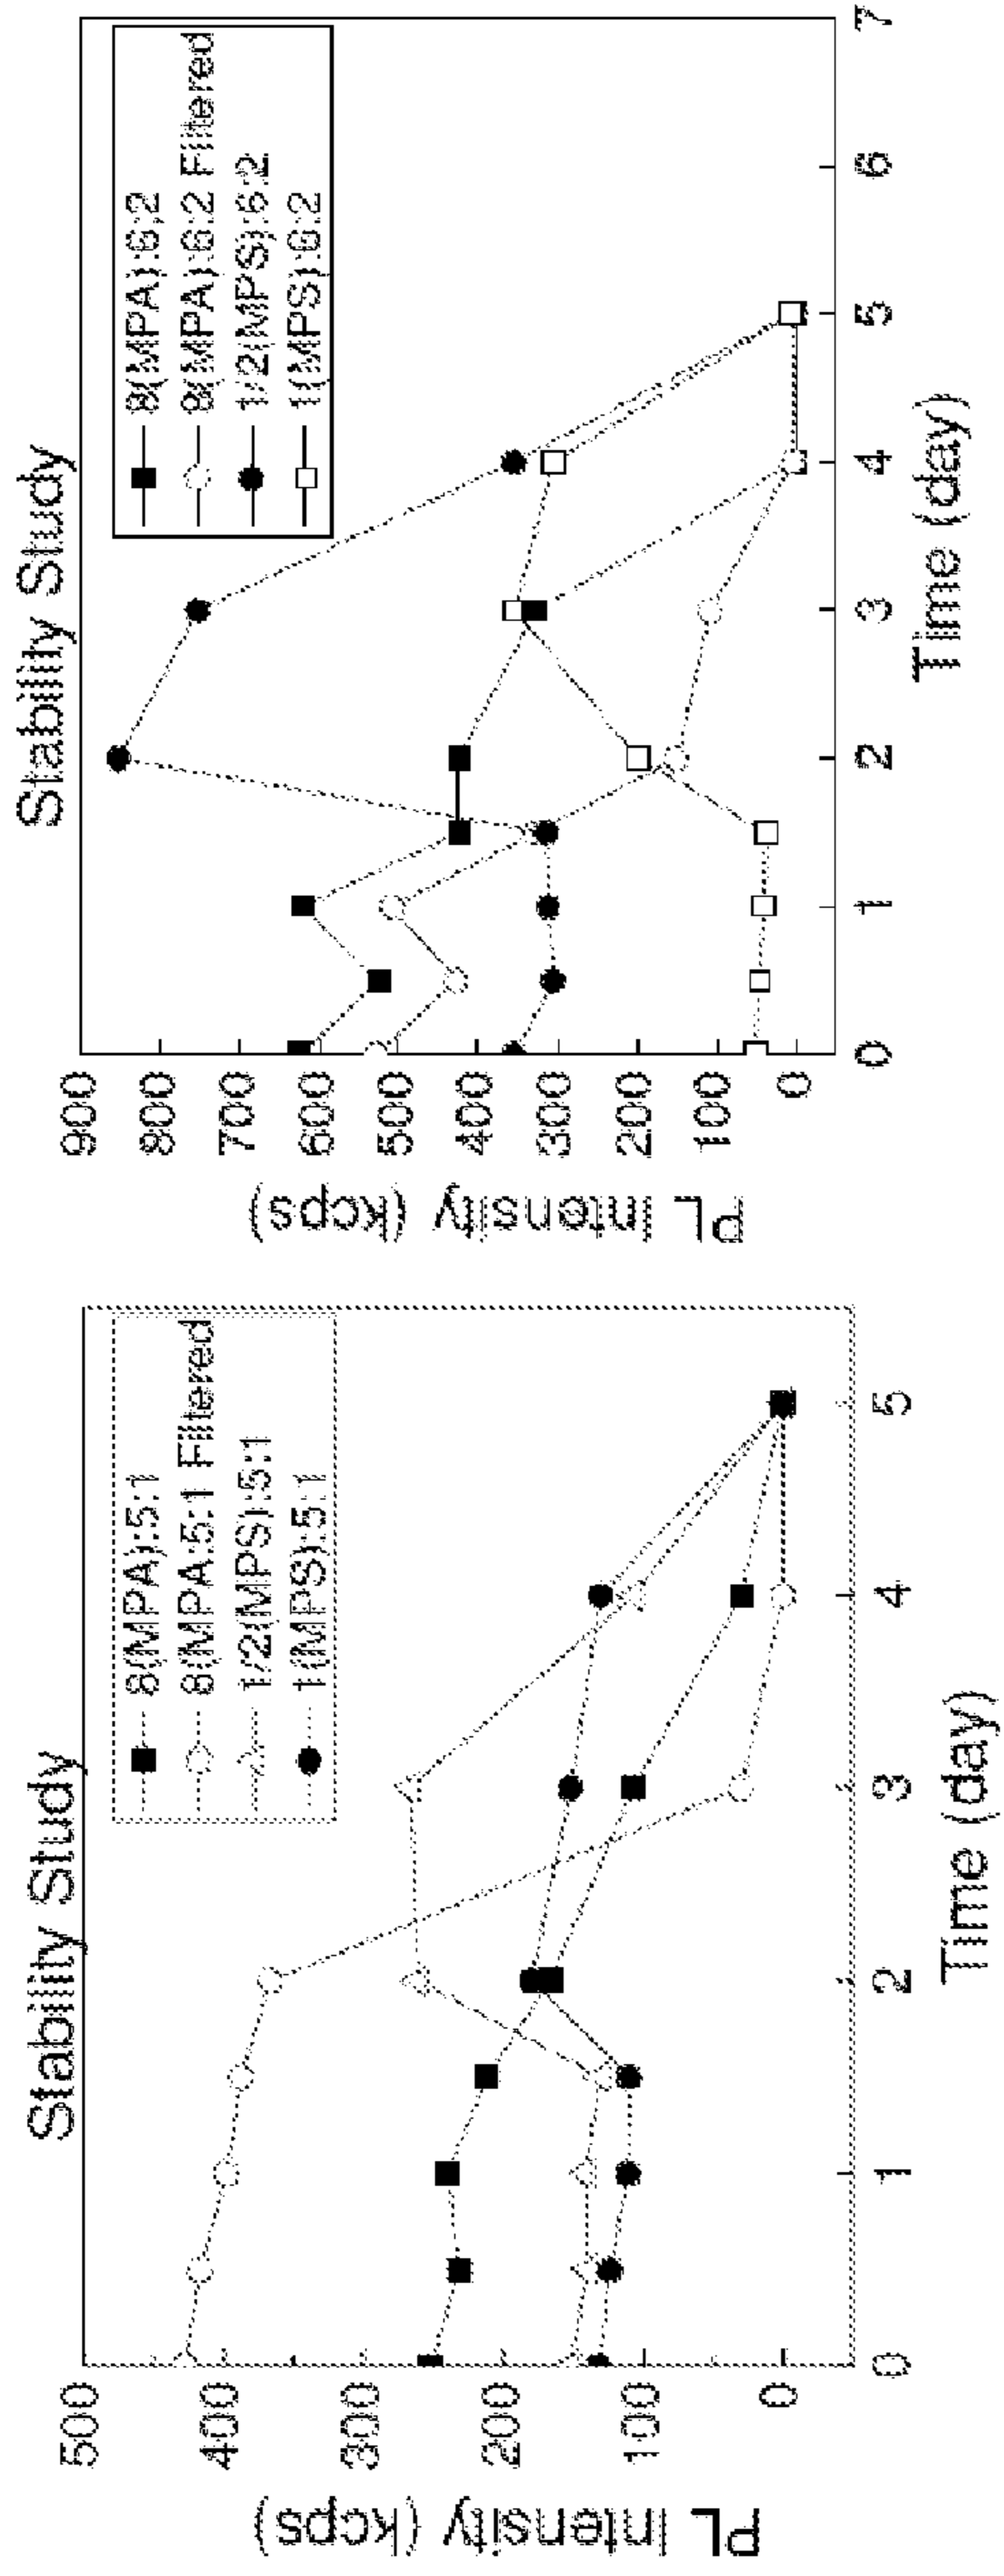 Stability Study
PL Intensity (kcps)
500
400
300
200
100
0
0
1
2
3
4
5
Time (day)
8(MPA):5:1
8(MPA:5:1 Filtered
1/2(MPS):5:1
1(MPS):5:1
Stability Study
PL Intensity (kcps)
900
800
700
600
500
400
300
200
100
0
0
1
2
3
4
5
6
7
Time (day)
8(MPA):6:2
8(MPA):6:2 Filtered
1/2(MPS):6:2
1(MPS):6:2